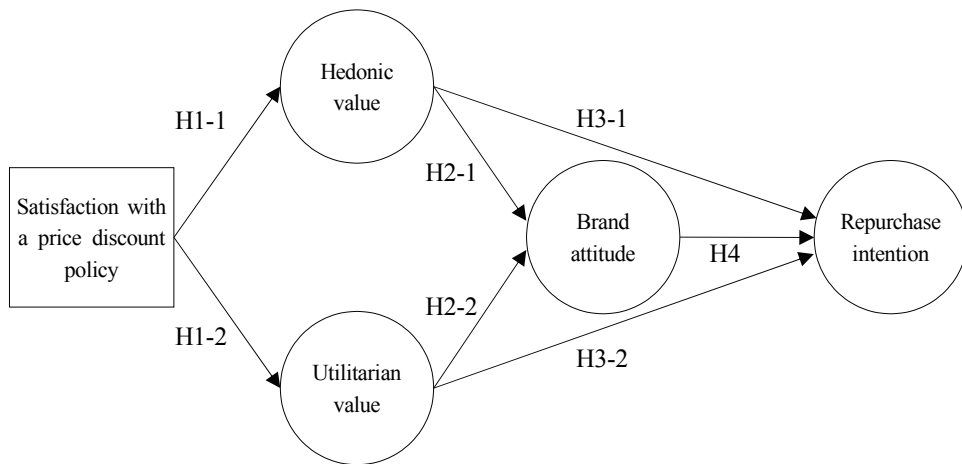 Hedonic
value
H1-1
H3-1
H2-1
Satisfaction with
a price discount
policy
Brand
attitude
Repurchase
intention
H4
H2-2
H1-2
H3-2
Utilitarian
value